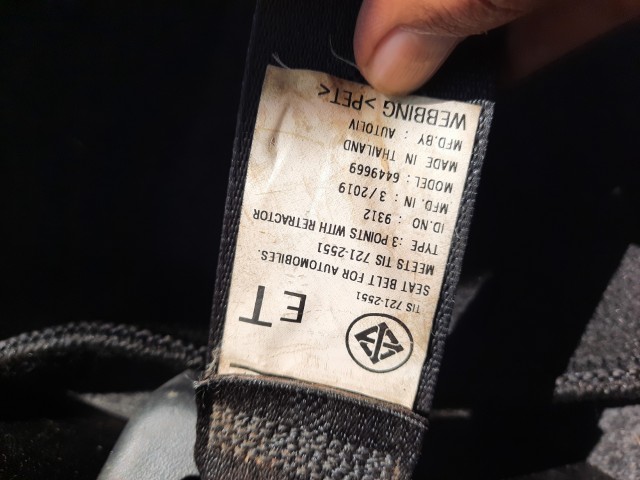 TIS 721-2551
ET
SEAT BELT FOR AUTOMOBILES.
MEETS TIS 721-2551
TYPE :3 POINTS WITH RETRACTOR
ID.NO : 9312
MFD. IN : 3/2019
MODEL : 6449669
MADE IN THAILAND
MFD.BY : AUTOLIV
WEBBING >PET<